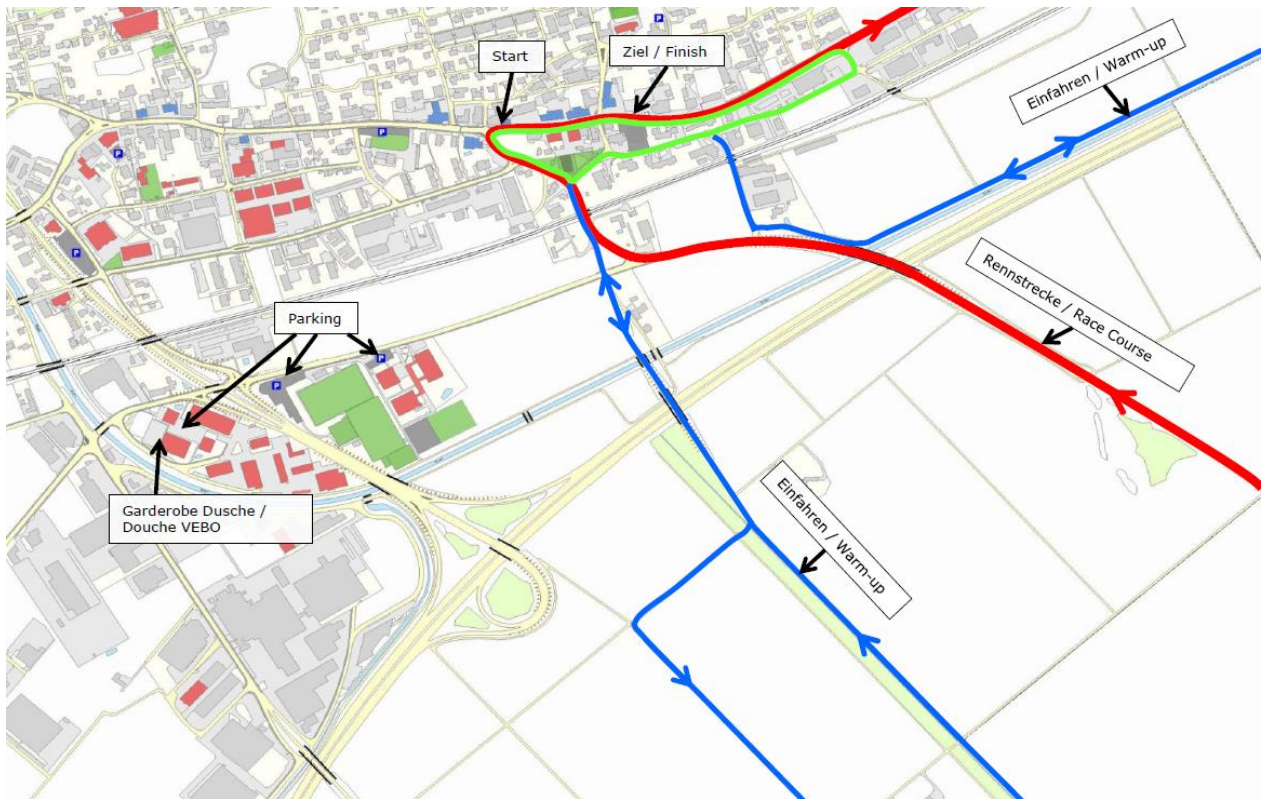 Start
Ziel / Finish
Einfahren / Warm-up
P
P
P
P
Rennstrecke / Race Course
Parking
P
P
Garderobe Dusche /
Douche VEBO
Einfahren / Warm-up